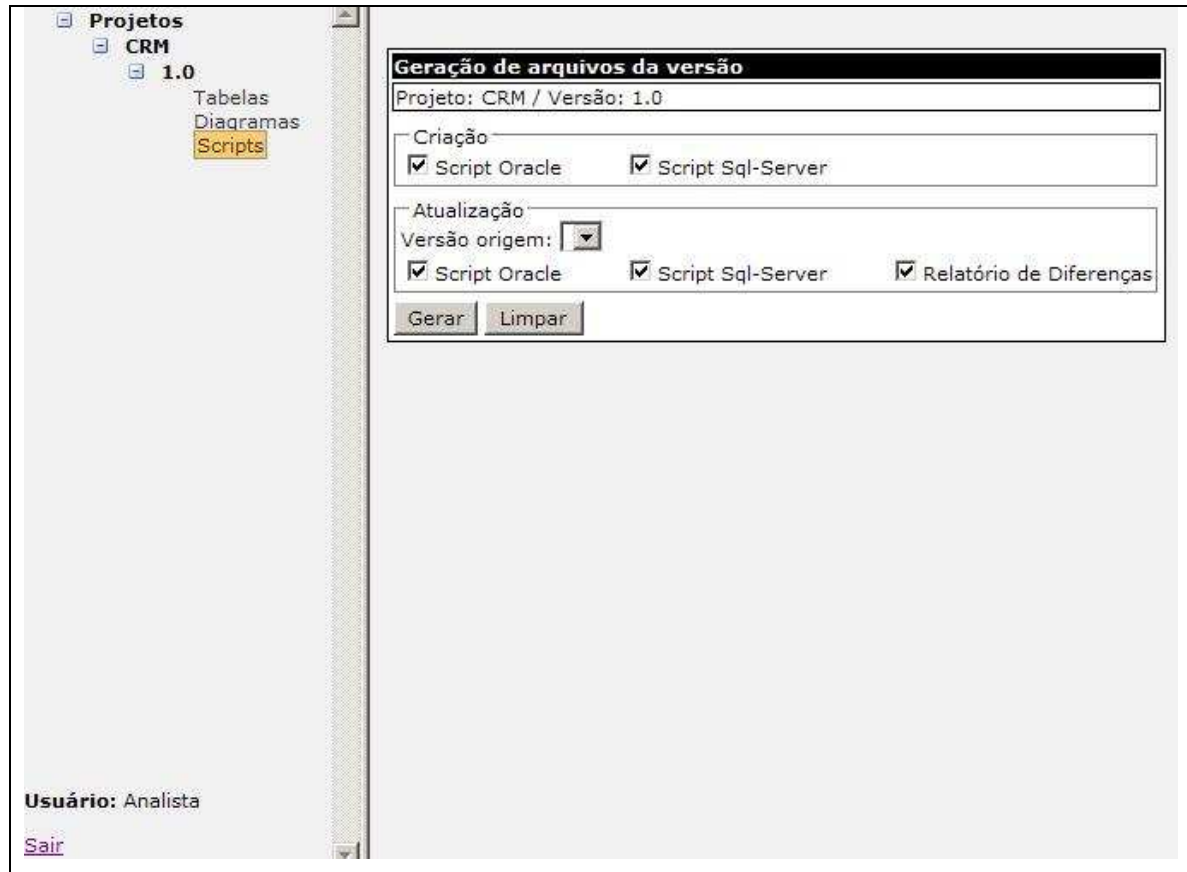 Projetos
CRM
1.0
Tabelas
Diagramas
Scripts
Usuário: Analista
Sair
Geração de arquivos da versão
Projeto: CRM / Versão: 1.0
Criação
Script Oracle Script Sql-Server
Atualização
Versão origem:
Script Oracle Script Sql-Server Relatório de Diferenças
Gerar Limpar